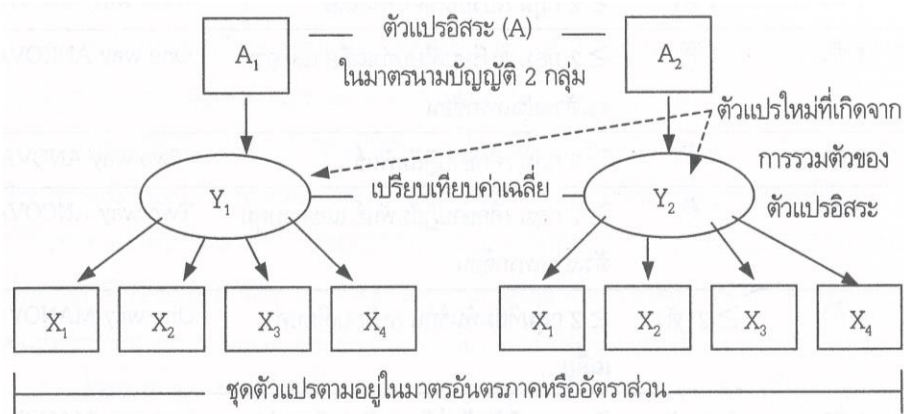 A₁
ตัวแปรอิสระ (A)
ในมาตรนามบัญญัติ 2 กลุ่ม
A₂
ตัวแปรใหม่ที่เกิดจาก
การรวมตัวของ
ตัวแปรอิสระ
Y₁
เปรียบเทียบค่าเฉลี่ย
Y₂
X₁ X₂ X₃ X₄ X₁ X₂ X₃ X₄
ชุดตัวแปรตามอยู่ในมาตรอันตรภาคหรืออัตราส่วน